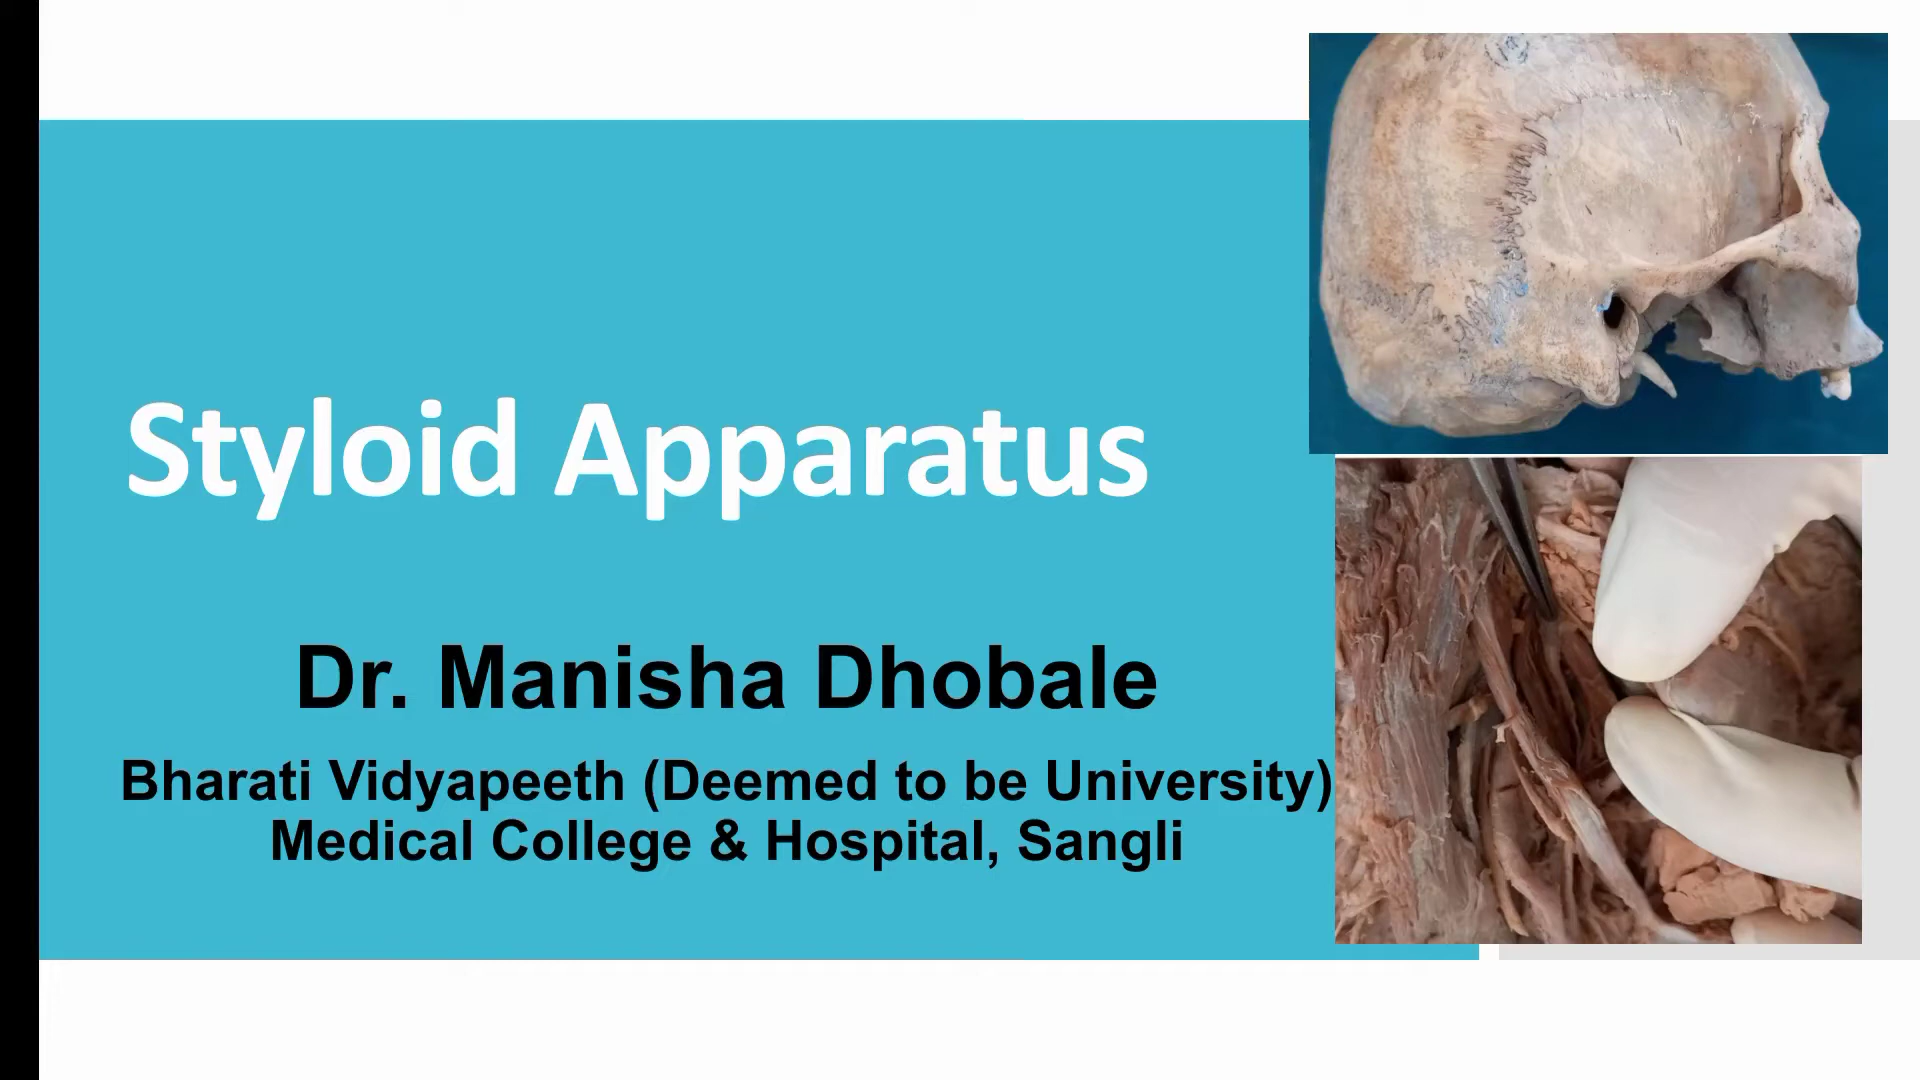 Styloid Apparatus
Dr. Manisha Dhobale
Bharati Vidyapeeth (Deemed to be University)
Medical College & Hospital, Sangli